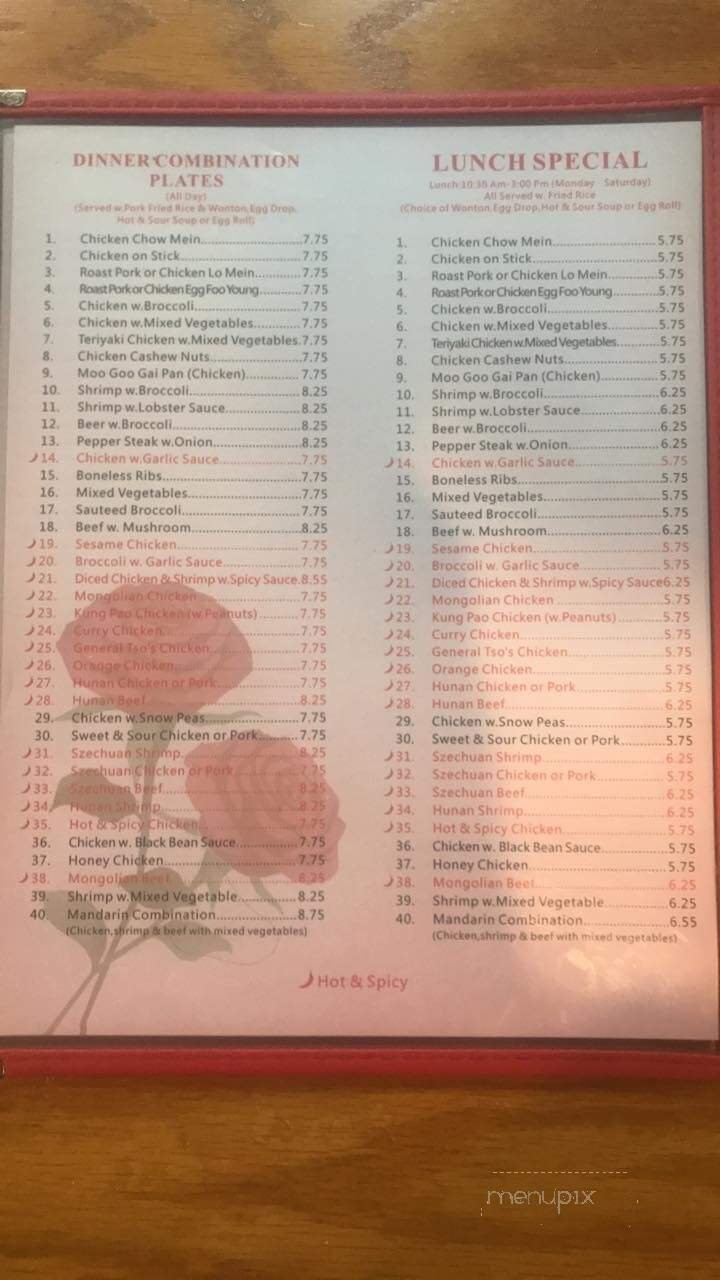 DINNER COMBINATION
PLATES
(All Day)
(Served w.Pork Fried Rice & Wonton,Egg Drop,
Hot & Sour Soup or Egg Roll)
1. Chicken Chow Mein 7.75
2. Chicken on Stick 7.75
3. Roast Pork or Chicken Lo Mein 7.75
4. Roast Pork or Chicken Egg Foo Young 7.75
5. Chicken w.Broccoli 7.75
6. Chicken w.Mixed Vegetables 7.75
7. Teriyaki Chicken w.Mixed Vegetables 7.75
8. Chicken Cashew Nuts 7.75
9. Moo Goo Gai Pan (Chicken) 7.75
10. Shrimp w.Broccoli 8.25
11. Shrimp w.Lobster Sauce 8.25
12. Beer w.Broccoli 8.25
13. Pepper Steak w.Onion 8.25
14. Chicken w.Garlic Sauce 7.75
15. Boneless Ribs 7.75
16. Mixed Vegetables 7.75
17. Sauteed Broccoli 7.75
18. Beef w. Mushroom 8.25
19. Sesame Chicken 7.75
20. Broccoli w. Garlic Sauce 7.75
21. Diced Chicken & Shrimp w.Spicy Sauce.8.55
22. Mongolian Chicken 7.75
23. Kung Pao Chicken (w.Peanuts) 7.75
24. Curry Chicken 7.75
25. General Tso's Chicken 7.75
26. Orange Chicken 7.75
27. Hunan Chicken or Pork 7.75
28. Hunan Beef 8.25
29. Chicken w.Snow Peas 7.75
30. Sweet & Sour Chicken or Pork 7.75
31. Szechuan Shrimp 8.25
32. Szechuan Chicken or Pork 7.75
33. Szechuan Beef 8.25
34. Hunan Shrimp 8.25
35. Hot & Spicy Chicken 7.75
36. Chicken w. Black Bean Sauce 7.75
37. Honey Chicken 7.75
38. Mongolian Beef 8.25
39. Shrimp w.Mixed Vegetable 8.25
40. Mandarin Combination 8.75
(Chicken,shrimp & beef with mixed vegetables)
LUNCH SPECIAL
Lunch:10:30 Am-3:00 Pm (Monday - Saturday)
All Served w. Fried Rice
(Choice of Wonton,Egg Drop,Hot & Sour Soup or Egg Roll)
1. Chicken Chow Mein 5.75
2. Chicken on Stick 5.75
3. Roast Pork or Chicken Lo Mein 5.75
4. Roast Pork or Chicken Egg Foo Young 5.75
5. Chicken w.Broccoli 5.75
6. Chicken w.Mixed Vegetables 5.75
7. Teriyaki Chicken w.Mixed Vegetables 5.75
8. Chicken Cashew Nuts 5.75
9. Moo Goo Gai Pan (Chicken) 5.75
10. Shrimp w.Broccoli 6.25
11. Shrimp w.Lobster Sauce 6.25
12. Beer w.Broccoli 6.25
13. Pepper Steak w.Onion 6.25
14. Chicken w.Garlic Sauce 5.75
15. Boneless Ribs 5.75
16. Mixed Vegetables 5.75
17. Sauteed Broccoli 5.75
18. Beef w. Mushroom 6.25
19. Sesame Chicken 5.75
20. Broccoli w. Garlic Sauce 5.75
21. Diced Chicken & Shrimp w.Spicy Sauce6.25
22. Mongolian Chicken 5.75
23. Kung Pao Chicken (w.Peanuts) 5.75
24. Curry Chicken 5.75
25. General Tso's Chicken 5.75
26. Orange Chicken 5.75
27. Hunan Chicken or Pork 5.75
28. Hunan Beef 6.25
29. Chicken w.Snow Peas 5.75
30. Sweet & Sour Chicken or Pork 5.75
31. Szechuan Shrimp 6.25
32. Szechuan Chicken or Pork 5.75
33. Szechuan Beef 6.25
34. Hunan Shrimp 6.25
35. Hot & Spicy Chicken 5.75
36. Chicken w. Black Bean Sauce 5.75
37. Honey Chicken 5.75
38. Mongolian Beef 6.25
39. Shrimp w.Mixed Vegetable 6.25
40. Mandarin Combination 6.55
(Chicken,shrimp & beef with mixed vegetables)
Hot & Spicy
menupix